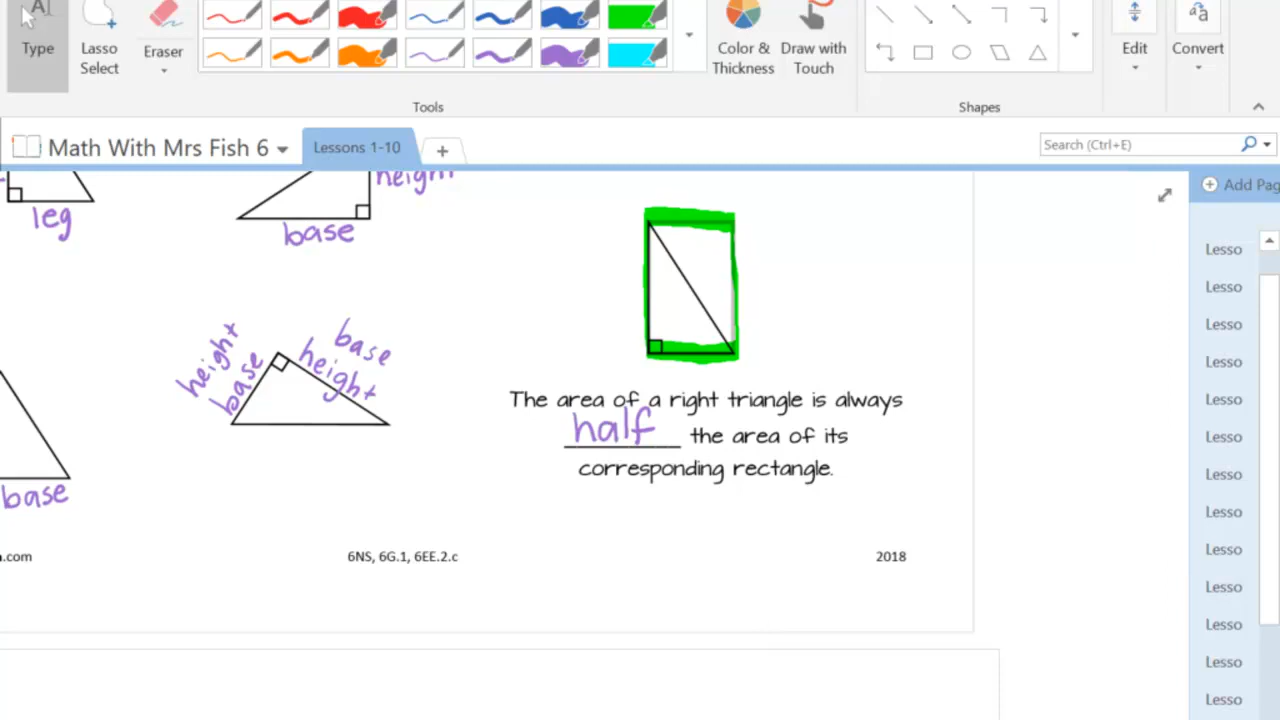 Type
Lasso
Select
Eraser
Color &
Thickness
Draw with
Touch
Edit
Convert
Tools
Shapes
Math With Mrs Fish 6
Lessons 1-10
+
Search (Ctrl+E)
Add Pag
leg
height
base
height
base
base
height
base
The area of a right triangle is always
half the area of its
corresponding rectangle.
.com
6NS, 6G.1, 6EE.2.c
2018
Lesso
Lesso
Lesso
Lesso
Lesso
Lesso
Lesso
Lesso
Lesso
Lesso
Lesso
Lesso
Lesso